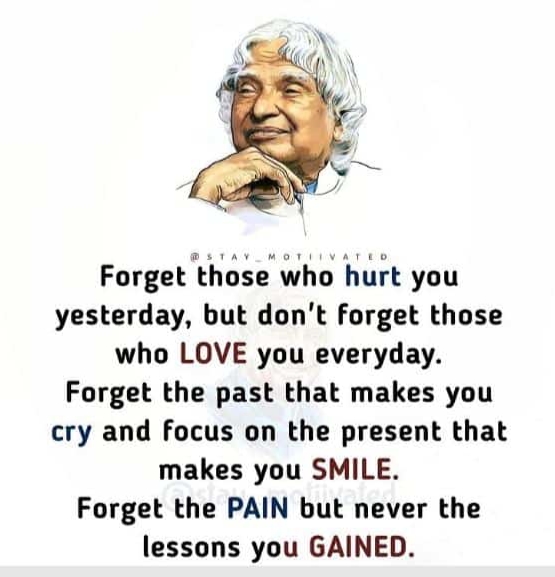 @STAY_MOTIIVATED
Forget those who hurt you
yesterday, but don't forget those
who LOVE you everyday.
Forget the past that makes you
cry and focus on the present that
makes you SMILE.
@stay_motiivated
Forget the PAIN but never the
lessons you GAINED.